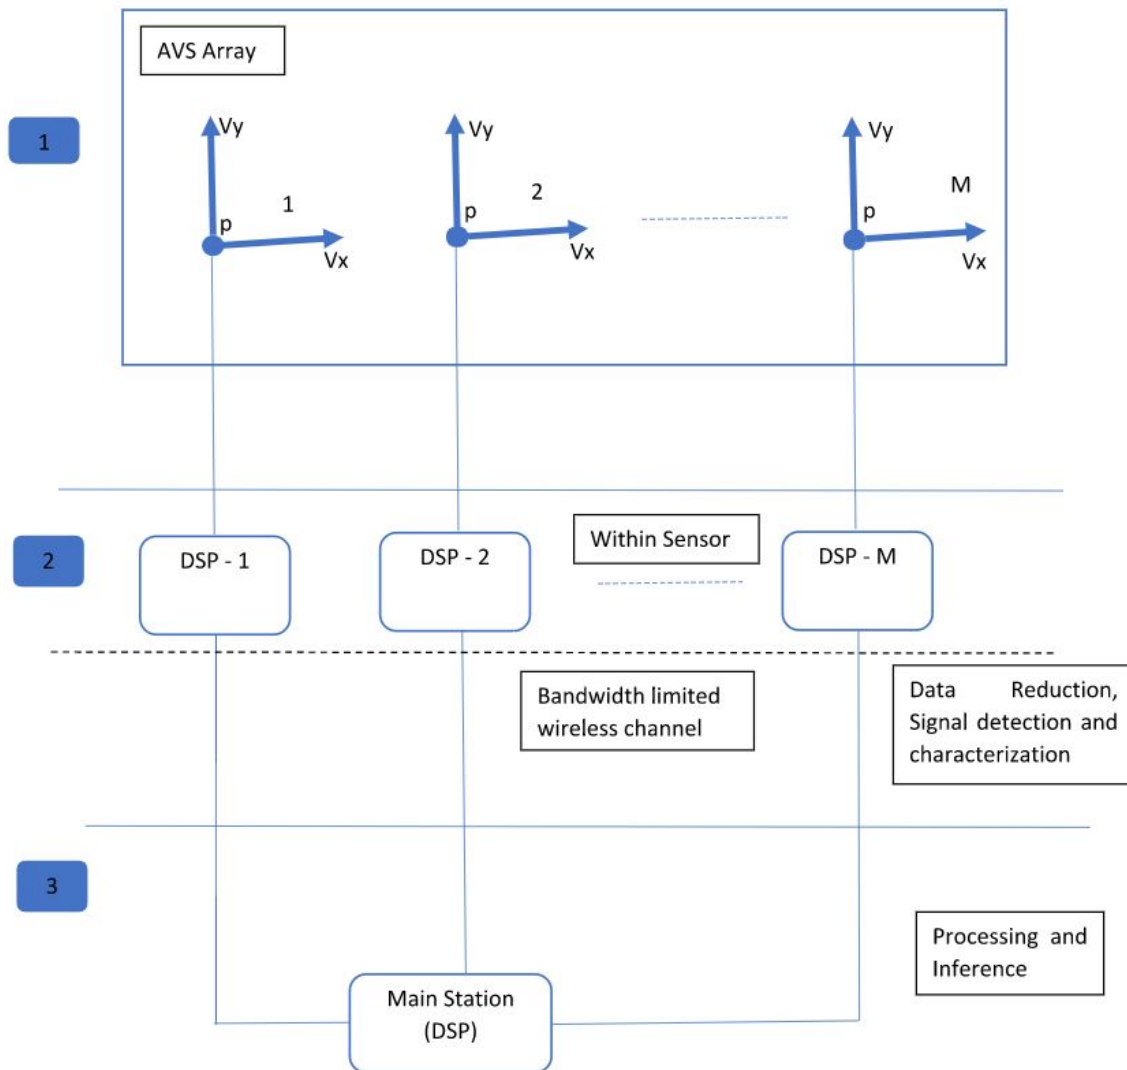 AVS Array
1
Vy
Vy
Vy
1
2
M
p
p
p
Vx
Vx
Vx
2
DSP - 1
DSP - 2
Within Sensor
DSP - M
Bandwidth limited
wireless channel
Data Reduction,
Signal detection and
characterization
3
Processing and
Inference
Main Station
(DSP)